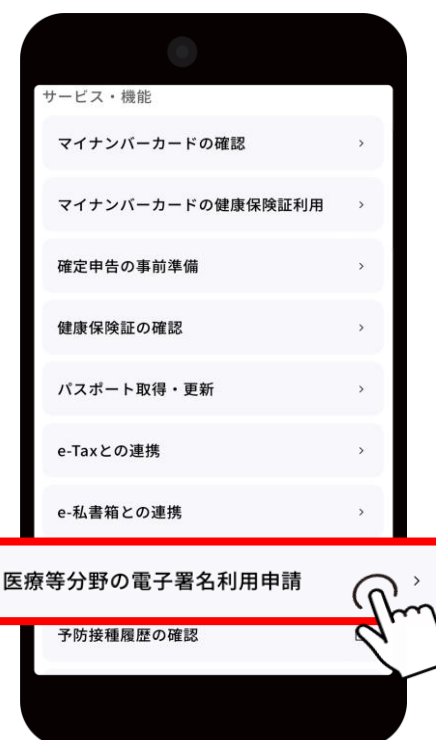 サービス・機能
マイナンバーカードの確認
マイナンバーカードの健康保険証利用
確定申告の事前準備
健康保険証の確認
パスポート取得・更新
e-Taxとの連携
e-私書箱との連携
医療等分野の電子署名利用申請
予防接種履歴の確認